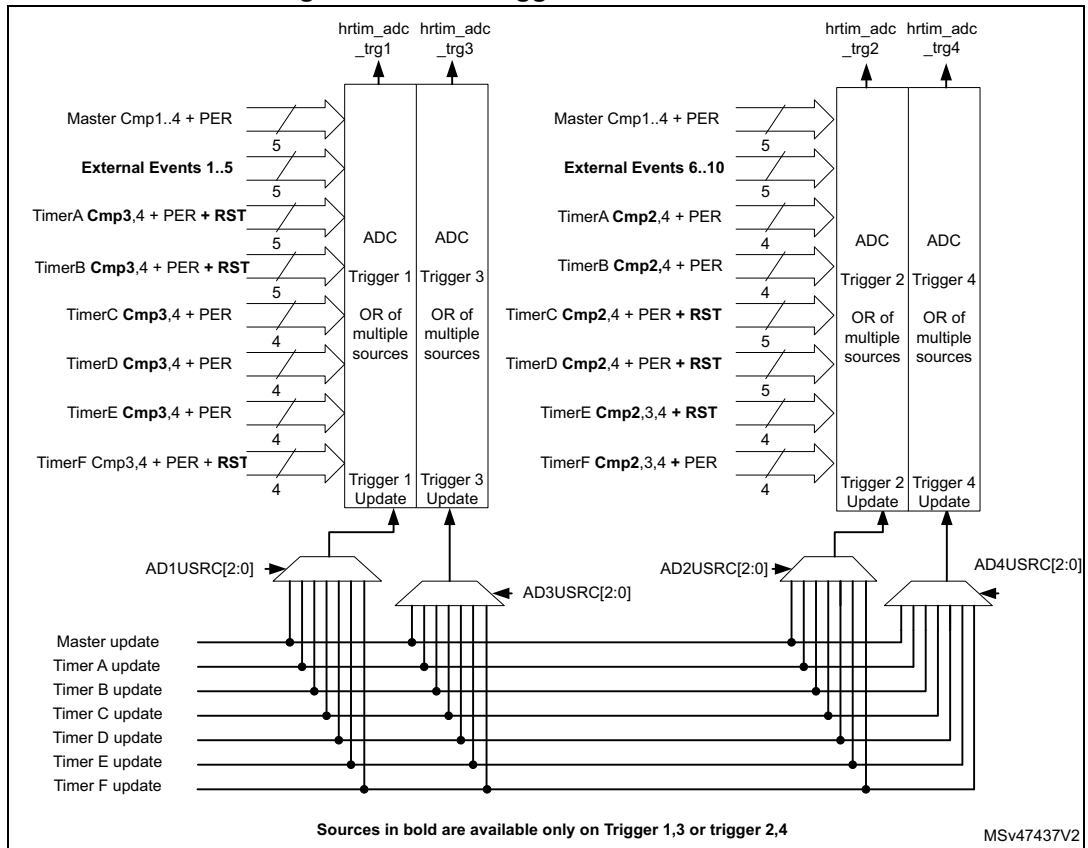 hrtim_adc
_trg1
hrtim_adc
_trg3
hrtim_adc
_trg2
hrtim_adc
_trg4
Master Cmp1..4 + PER
5
External Events 1..5
5
TimerA Cmp3,4 + PER + RST
5
TimerB Cmp3,4 + PER + RST
5
TimerC Cmp3,4 + PER
4
TimerD Cmp3,4 + PER
4
TimerE Cmp3,4 + PER
4
TimerF Cmp3,4 + PER + RST
4
ADC
Trigger 1
OR of
multiple
sources
Trigger 1
Update
ADC
Trigger 3
OR of
multiple
sources
Trigger 3
Update
Master Cmp1..4 + PER
5
External Events 6..10
5
TimerA Cmp2,4 + PER
4
TimerB Cmp2,4 + PER
4
TimerC Cmp2,4 + PER + RST
5
TimerD Cmp2,4 + PER + RST
5
TimerE Cmp2,3,4 + RST
4
TimerF Cmp2,3,4 + PER
4
ADC
Trigger 2
OR of
multiple
sources
Trigger 2
Update
ADC
Trigger 4
OR of
multiple
sources
Trigger 4
Update
AD1USRC[2:0]
AD3USRC[2:0]
AD2USRC[2:0]
AD4USRC[2:0]
Master update
Timer A update
Timer B update
Timer C update
Timer D update
Timer E update
Timer F update
Sources in bold are available only on Trigger 1,3 or trigger 2,4
MSv47437V2